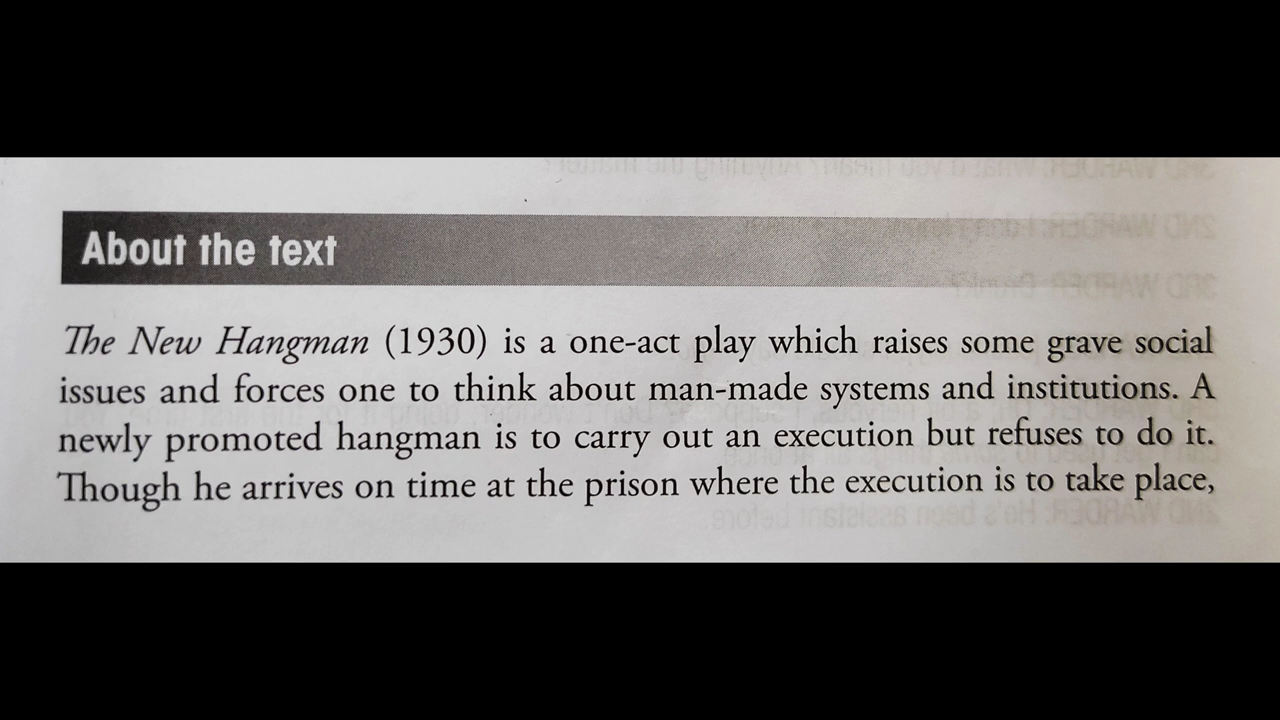 About the text
The New Hangman (1930) is a one-act play which raises some grave social
issues and forces one to think about man-made systems and institutions. A
newly promoted hangman is to carry out an execution but refuses to do it.
Though he arrives on time at the prison where the execution is to take place,